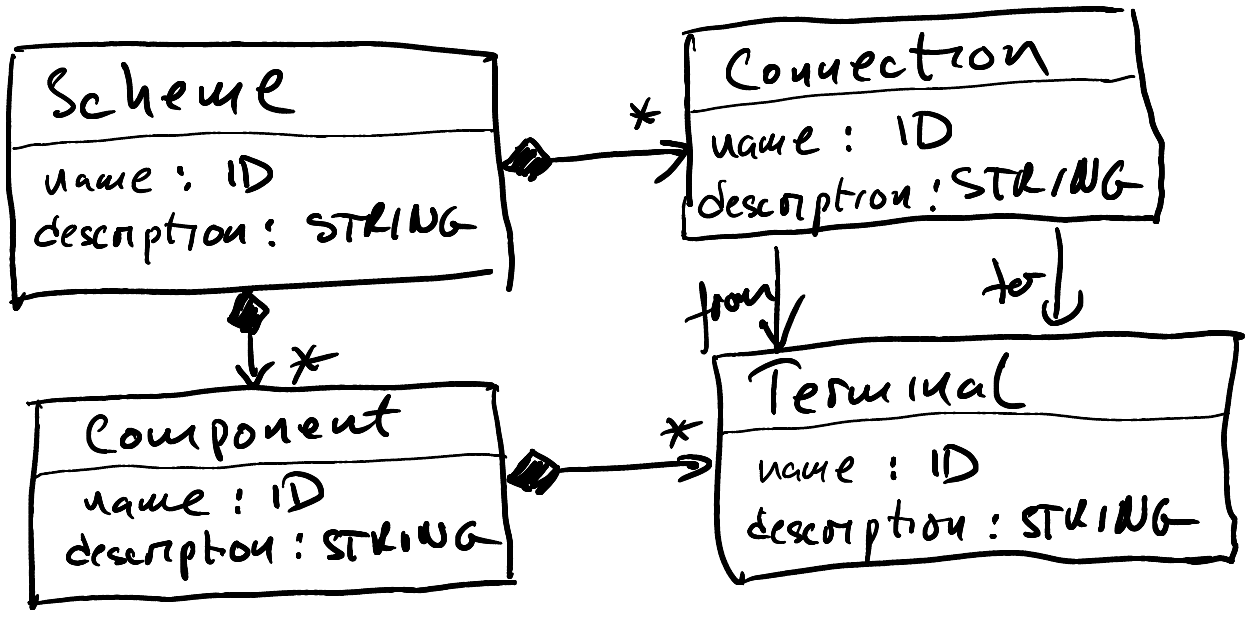 Scheme
name : ID
description : STRING
*
Connection
name : ID
description : STRING
from
to
*
Component
name : ID
description : STRING
*
Terminal
name : ID
description : STRING